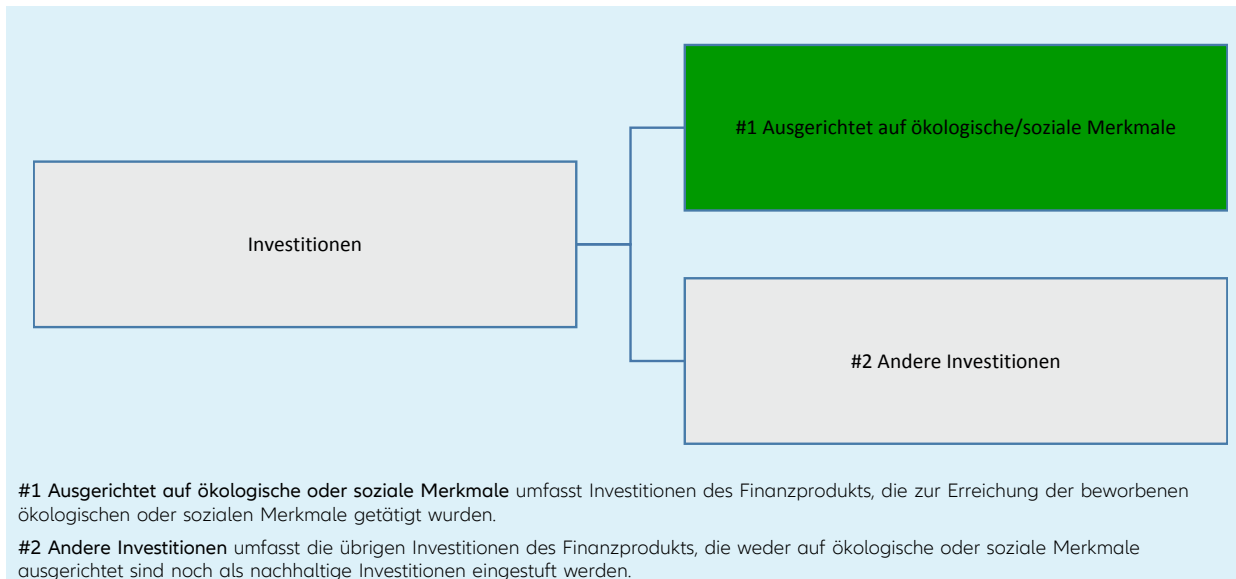 #1 Ausgerichtet auf ökologische/soziale Merkmale
Investitionen
#2 Andere Investitionen
#1 Ausgerichtet auf ökologische oder soziale Merkmale umfasst Investitionen des Finanzprodukts, die zur Erreichung der beworbenen
ökologischen oder sozialen Merkmale getätigt wurden.
#2 Andere Investitionen umfasst die übrigen Investitionen des Finanzprodukts, die weder auf ökologische oder soziale Merkmale
ausgerichtet sind noch als nachhaltige Investitionen eingestuft werden.